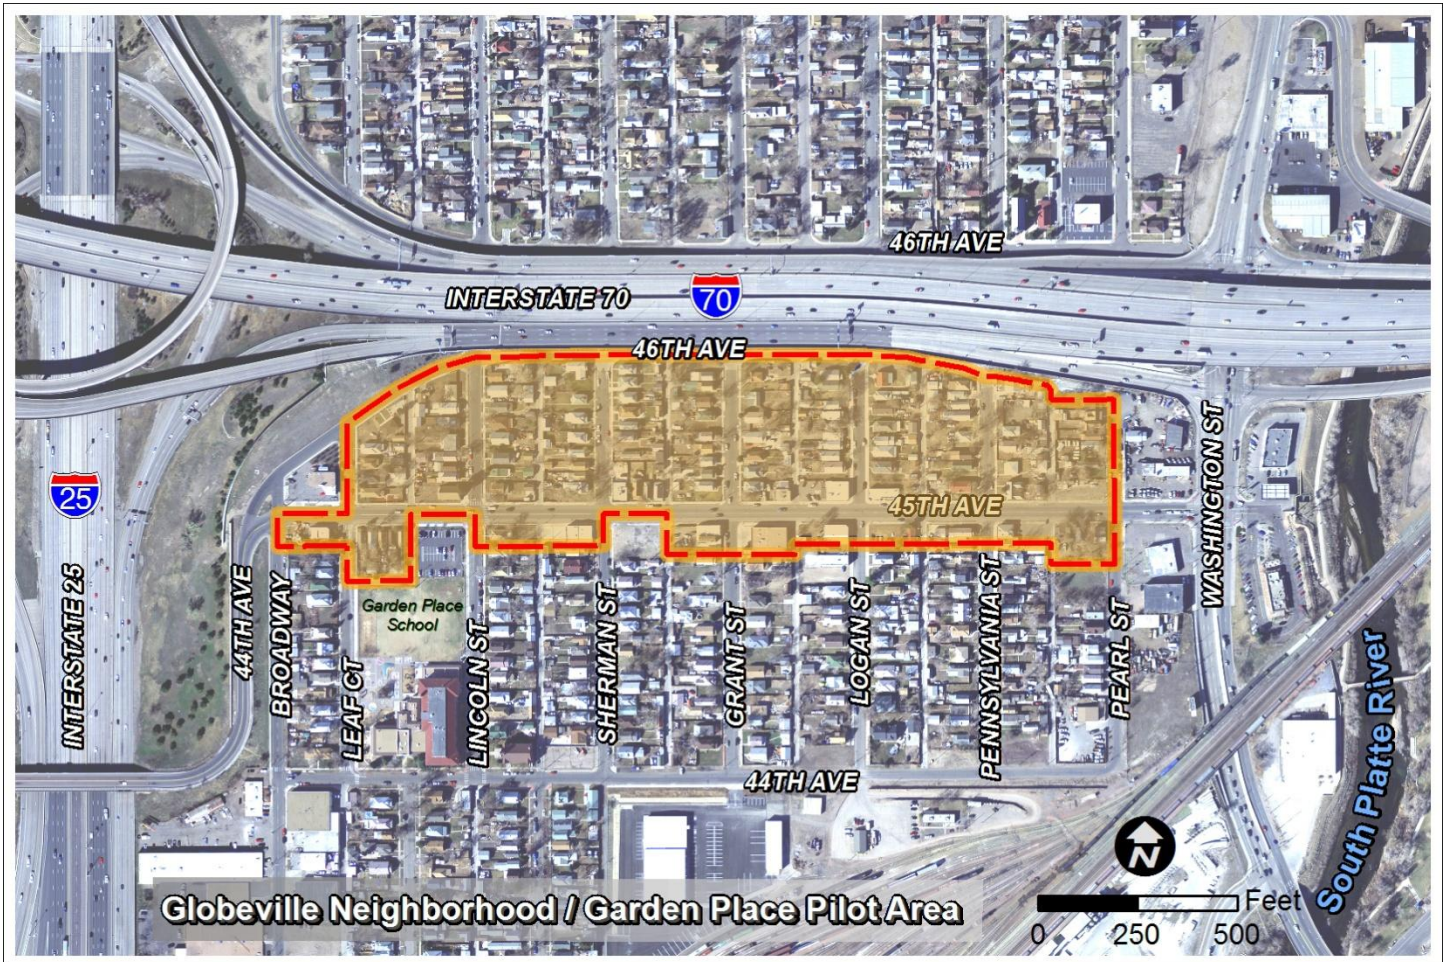 46TH AVE
INTERSTATE 70
70
46TH AVE
25
45TH AVE
WASHINGTON ST
INTERSTATE 25
44TH AVE
BROADWAY
LEAF CT
Garden Place
School
LINCOLN ST
SHERMAN ST
GRANT ST
LOGAN ST
PENNSYLVANIA ST
PEARL ST
South Platte River
44TH AVE
N
Globeville Neighborhood / Garden Place Pilot Area
Feet
0 250 500